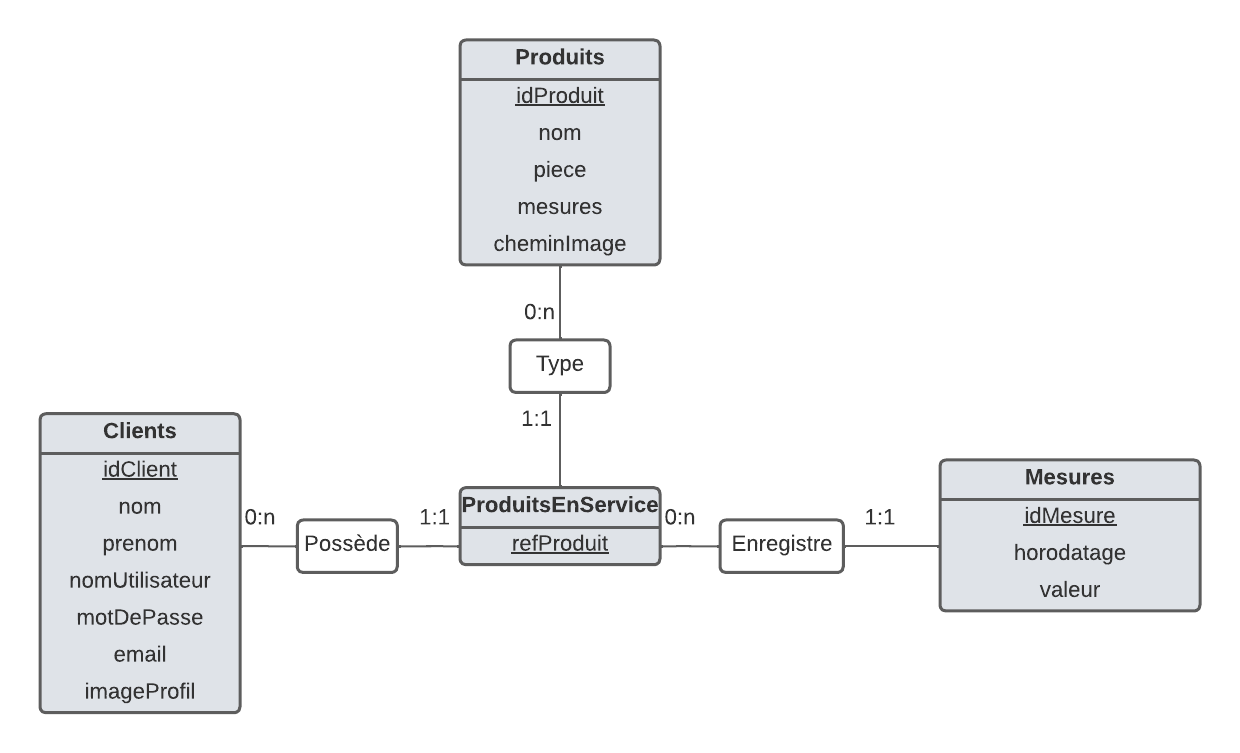 Produits
idProduit
nom
piece
mesures
cheminImage
0:n
Type
1:1
Clients
idClient
nom
prenom
nomUtilisateur
motDePasse
email
imageProfil
0:n
Possède
1:1
ProduitsEnService
refProduit
0:n
Enregistre
1:1
Mesures
idMesure
horodatage
valeur